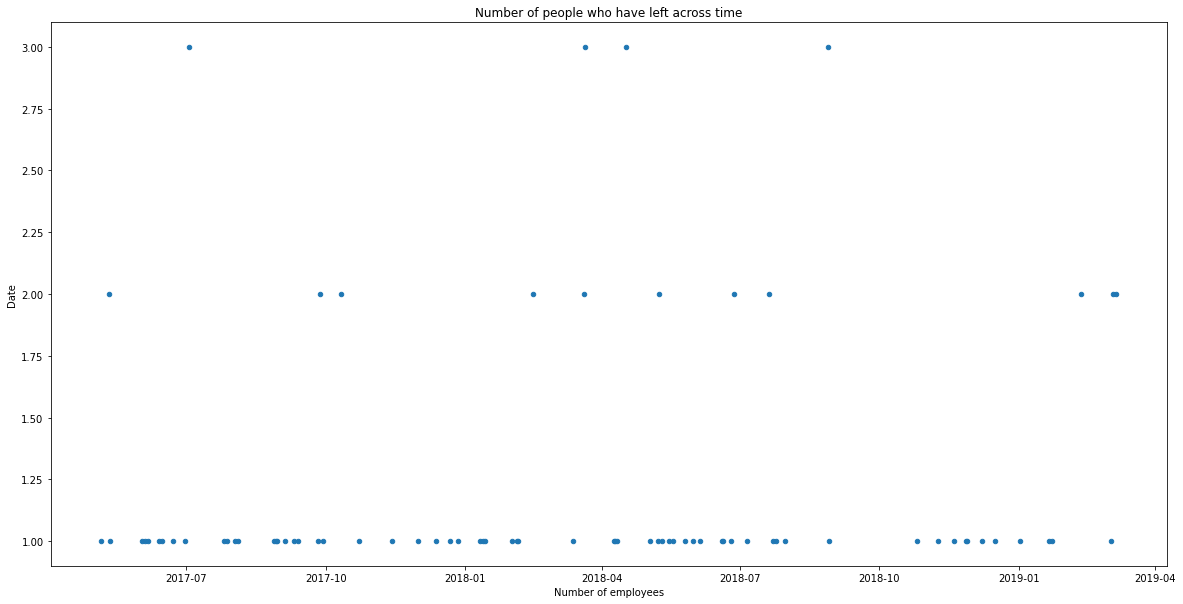 Number of people who have left across time
3.00
2.75
2.50
2.25
2.00
1.75
1.50
1.25
1.00
Date
2017-07 2017-10 2018-01 2018-04 2018-07 2018-10 2019-01 2019-04
Number of employees